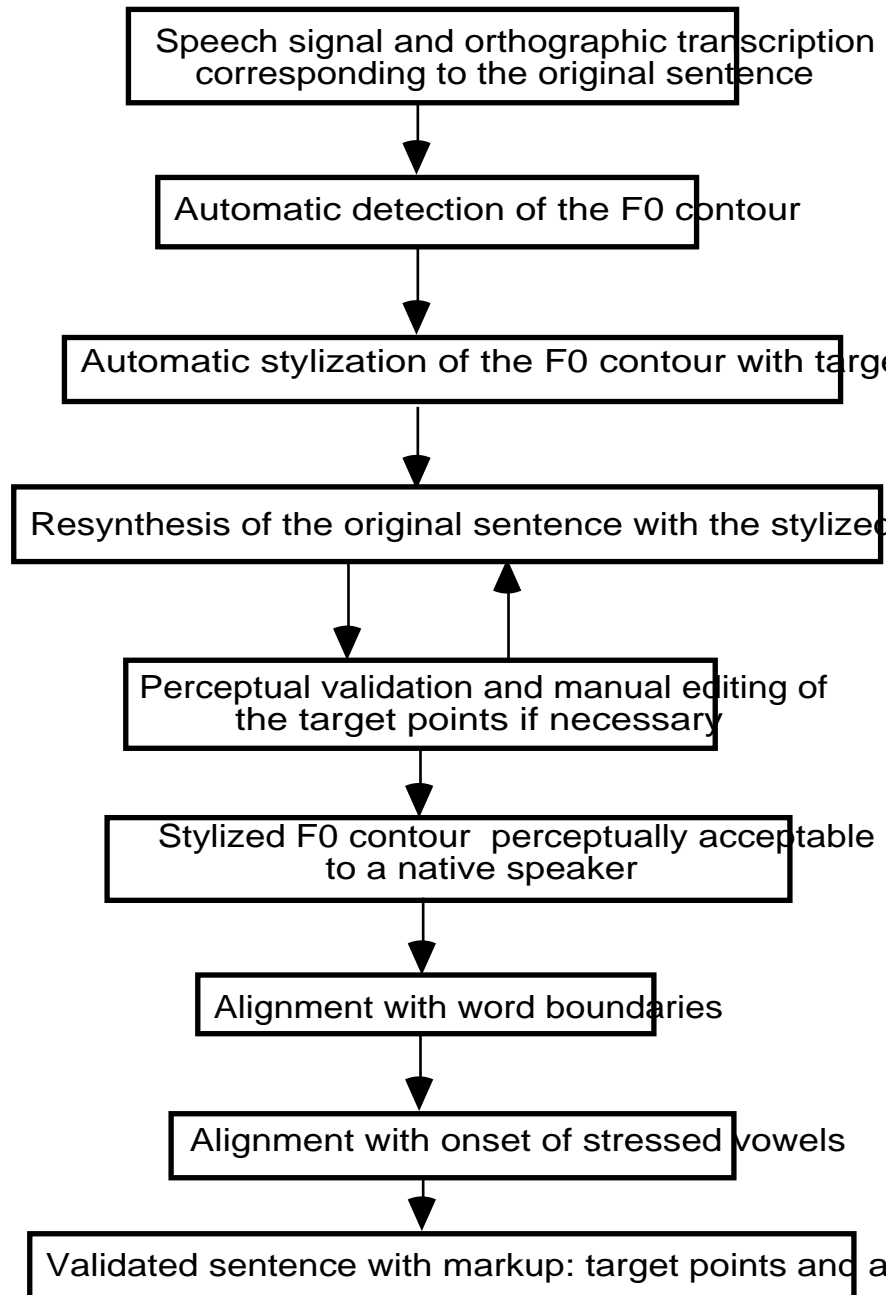 Speech signal and orthographic transcription
corresponding to the original sentence
Automatic detection of the F0 contour
Automatic stylization of the F0 contour with
Resynthesis of the original sentence with the stylized
Perceptual validation and manual editing of
the target points if necessary
Stylized F0 contour perceptually acceptable
to a native speaker
Alignment with word boundaries
Alignment with onset of stressed vowels
Validated sentence with markup: target points and